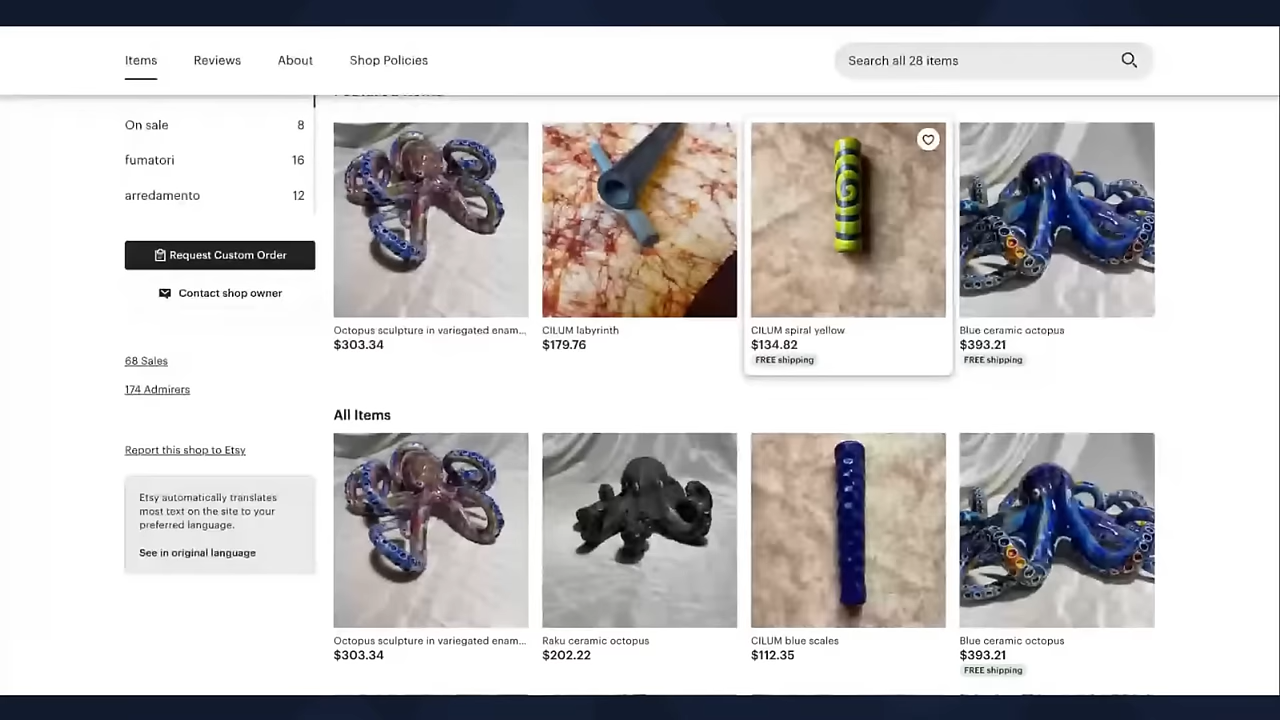 Items Reviews About Shop Policies
Search all 28 items
On sale 8
fumatori 16
arredamento 12
Request Custom Order
Contact shop owner
68 Sales
174 Admirers
Report this shop to Etsy
Etsy automatically translates
most text on the site to your
preferred language.
See in original language
Octopus sculpture in variegated enam...
$303.34
CILUM labyrinth
$179.76
CILUM spiral yellow
$134.82
FREE shipping
Blue ceramic octopus
$393.21
FREE shipping
All Items
Octopus sculpture in variegated enam...
$303.34
Raku ceramic octopus
$202.22
CILUM blue scales
$112.35
Blue ceramic octopus
$393.21
FREE shipping